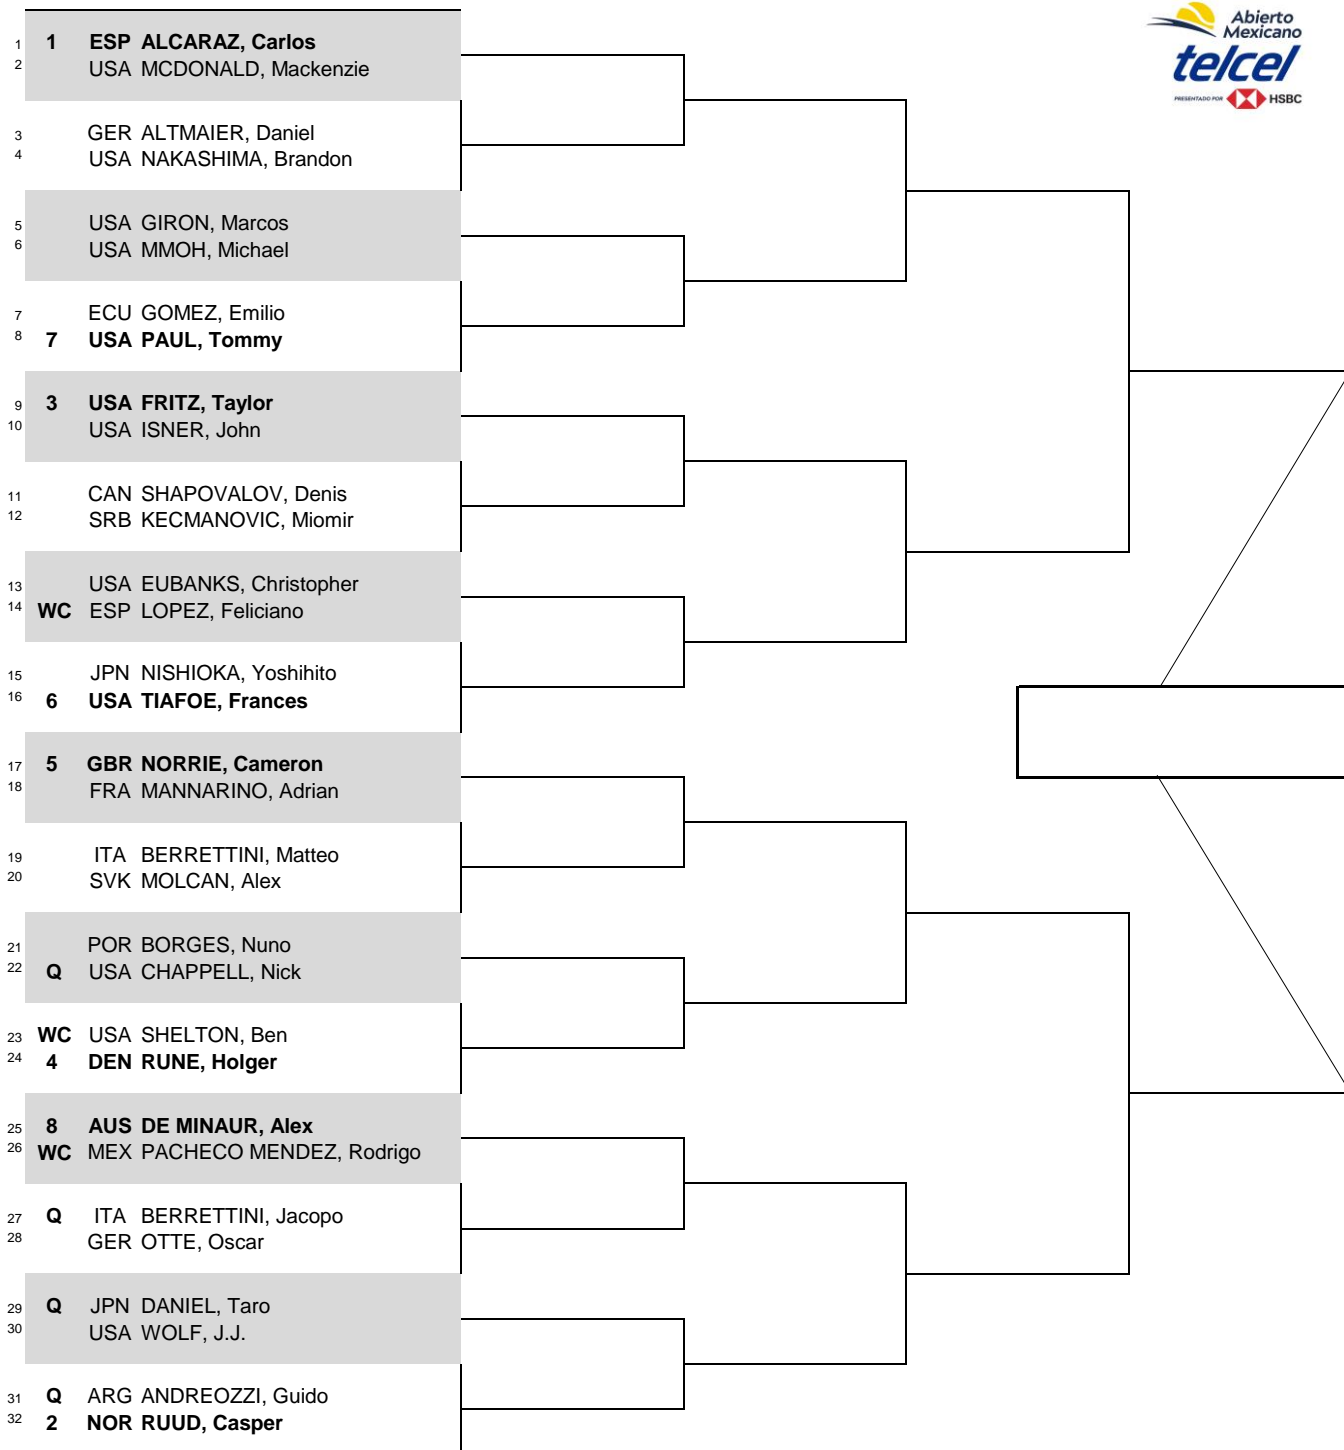 Abierto
Mexicano
telcel
PRESENTADO POR HSBC
1 1 ESP ALCARAZ, Carlos
2 USA MCDONALD, Mackenzie
3 GER ALTMAIER, Daniel
4 USA NAKASHIMA, Brandon
5 USA GIRON, Marcos
6 USA MMOH, Michael
7 ECU GOMEZ, Emilio
8 7 USA PAUL, Tommy
9 3 USA FRITZ, Taylor
10 USA ISNER, John
11 CAN SHAPOVALOV, Denis
12 SRB KECMANOVIC, Miomir
13 USA EUBANKS, Christopher
14 WC ESP LOPEZ, Feliciano
15 JPN NISHIOKA, Yoshihito
16 6 USA TIAFOE, Frances
17 5 GBR NORRIE, Cameron
18 FRA MANNARINO, Adrian
19 ITA BERRETTINI, Matteo
20 SVK MOLCAN, Alex
21 POR BORGES, Nuno
22 Q USA CHAPPELL, Nick
23 WC USA SHELTON, Ben
24 4 DEN RUNE, Holger
25 8 AUS DE MINAUR, Alex
26 WC MEX PACHECO MENDEZ, Rodrigo
27 Q ITA BERRETTINI, Jacopo
28 GER OTTE, Oscar
29 Q JPN DANIEL, Taro
30 USA WOLF, J.J.
31 Q ARG ANDREOZZI, Guido
32 2 NOR RUUD, Casper